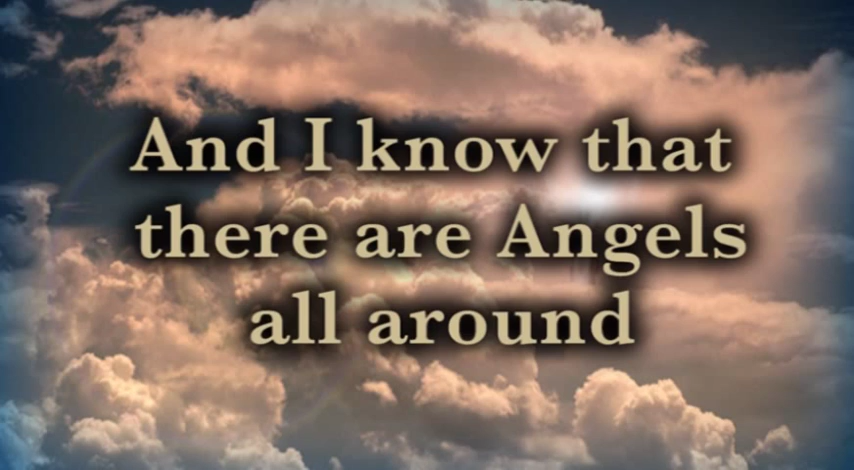 And I know that
there are Angels
all around